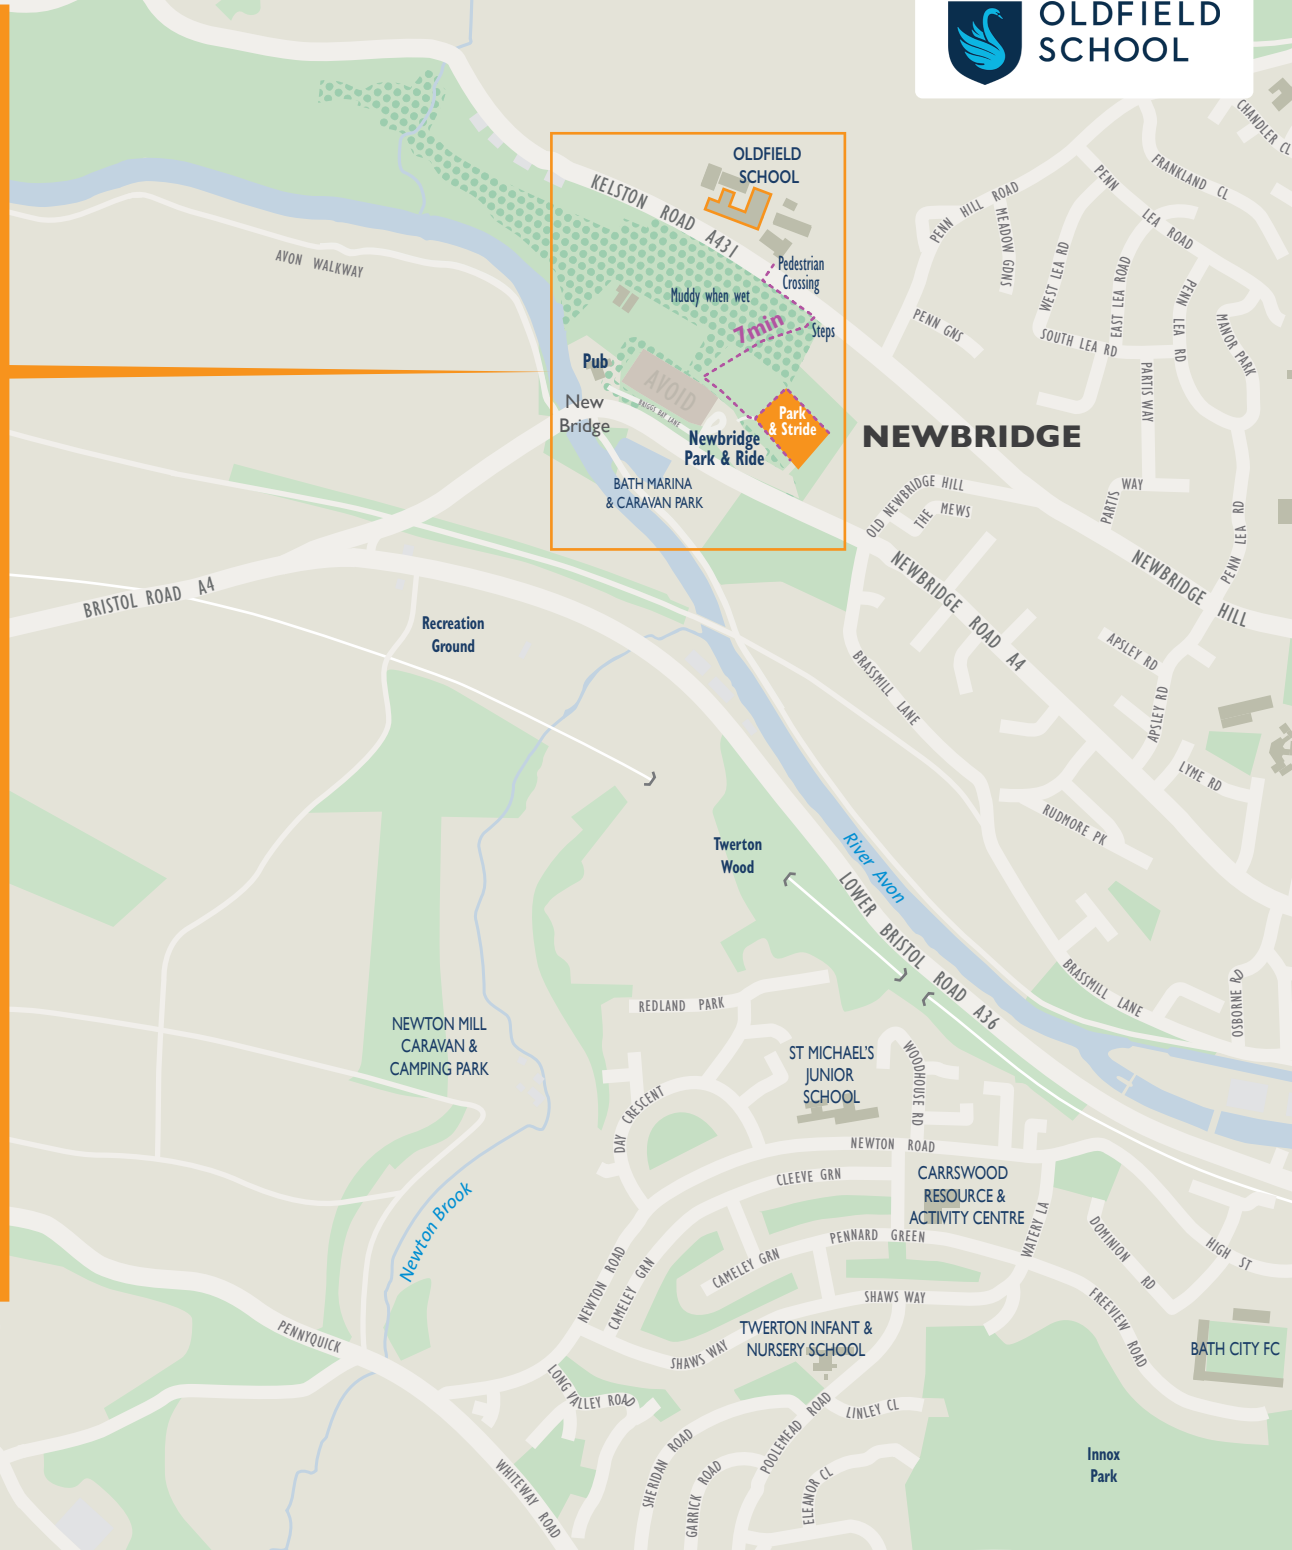 OLDFIELD
SCHOOL
CHANDLER CL
FRANKLAND CL
PENN HILL ROAD
PENN LEA ROAD
MEADOW GDNS
WEST LEA RD
EAST LEA ROAD
PENN LEA RD
MANOR PARK
PENN GNS
SOUTH LEA RD
PARTIS WAY
OLDFIELD
SCHOOL
KELSTON ROAD A431
Pedestrian
Crossing
Muddy when wet
7min
Steps
AVON WALKWAY
Pub
New
Bridge
AVOID
Park
& Stride
Newbridge
Park & Ride
NEWBRIDGE
BATH MARINA
& CARAVAN PARK
OLD NEWBRIDGE HILL
THE MEWS
PARTIS WAY
PENN LEA RD
NEWBRIDGE HILL
NEWBRIDGE ROAD A4
BRISTOL ROAD A4
Recreation
Ground
APSLEY RD
APSLEY RD
BRASSMILL LANE
LYME RD
RUDMORE PK
Twerton
Wood
River Avon
LOWER BRISTOL ROAD A36
BRASSMILL LANE
OSBORNE RD
REDLAND PARK
NEWTON MILL
CARAVAN &
CAMPING PARK
ST MICHAEL'S
JUNIOR
SCHOOL
WOODHOUSE RD
DAY CRESCENT
NEWTON ROAD
CLEEVE GRN
CARRSWOOD
RESOURCE &
ACTIVITY CENTRE
WATERY LA
DOMINION RD
HIGH ST
Newton Brook
PENNARD GREEN
CAMELEY GRN
NEWTON ROAD
CAMELEY GRN
SHAWS WAY
FREEVIEW ROAD
PENNYQUICK
TWERTON INFANT &
NURSERY SCHOOL
SHAWS WAY
BATH CITY FC
LONG VALLEY ROAD
LINLEY CL
POOLEMEAD ROAD
SHERIDAN ROAD
GARRICK ROAD
ELEANOR CL
WHITEWAY ROAD
Innox
Park